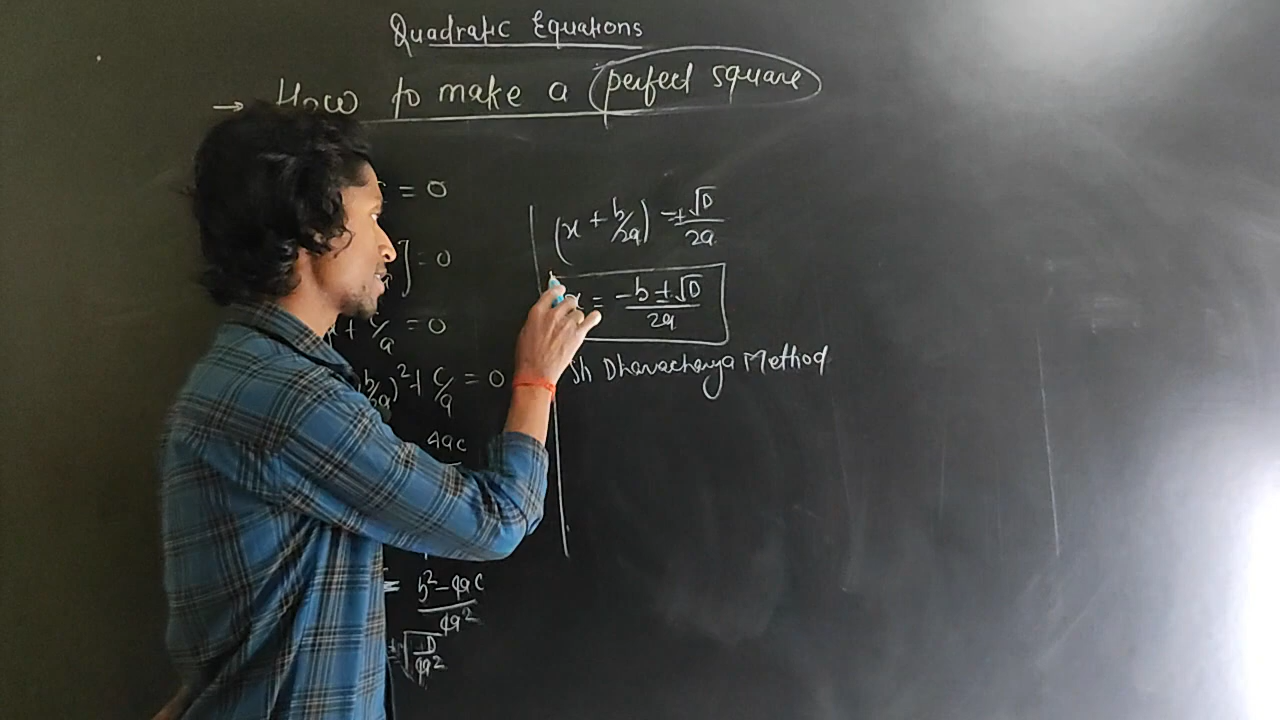 Quadratic Equations
→ How to make a perfect square
= 0
] = 0
x + c/a = 0
b/2a)² + c/a = 0
4ac
= b² - 4ac / 4a²
± √D/4a²
(x + b/2a) = ± √D / 2a
x = -b ± √D / 2a
Sh Dharacharya Method